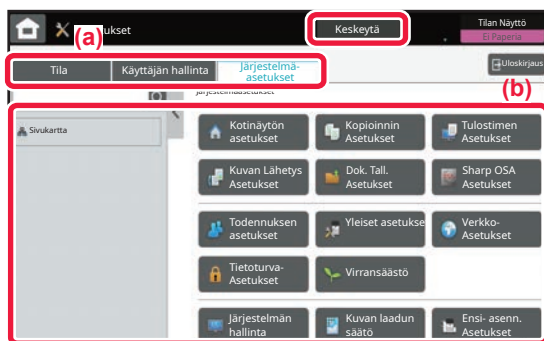 Keskeytä
Tilan Näyttö
Ei Paperia
(a)
Tila
Käyttäjän hallinta
Järjestelmä-
asetukset
Uloskirjaus
(b)
Järjestelmäasetukset
Sivukartta
Kotinäytön
asetukset
Kopioinnin
Asetukset
Tulostimen
Asetukset
Kuvan Lähetys
Asetukset
Dok. Tall.
Asetukset
Sharp OSA
Asetukset
Todennuksen
asetukset
Yleiset asetukse
Verkko-
Asetukset
Tietoturva-
Asetukset
Virransäästö
Järjestelmän
hallinta
Kuvan laadun
säätö
Ensi- asenn.
Asetukset